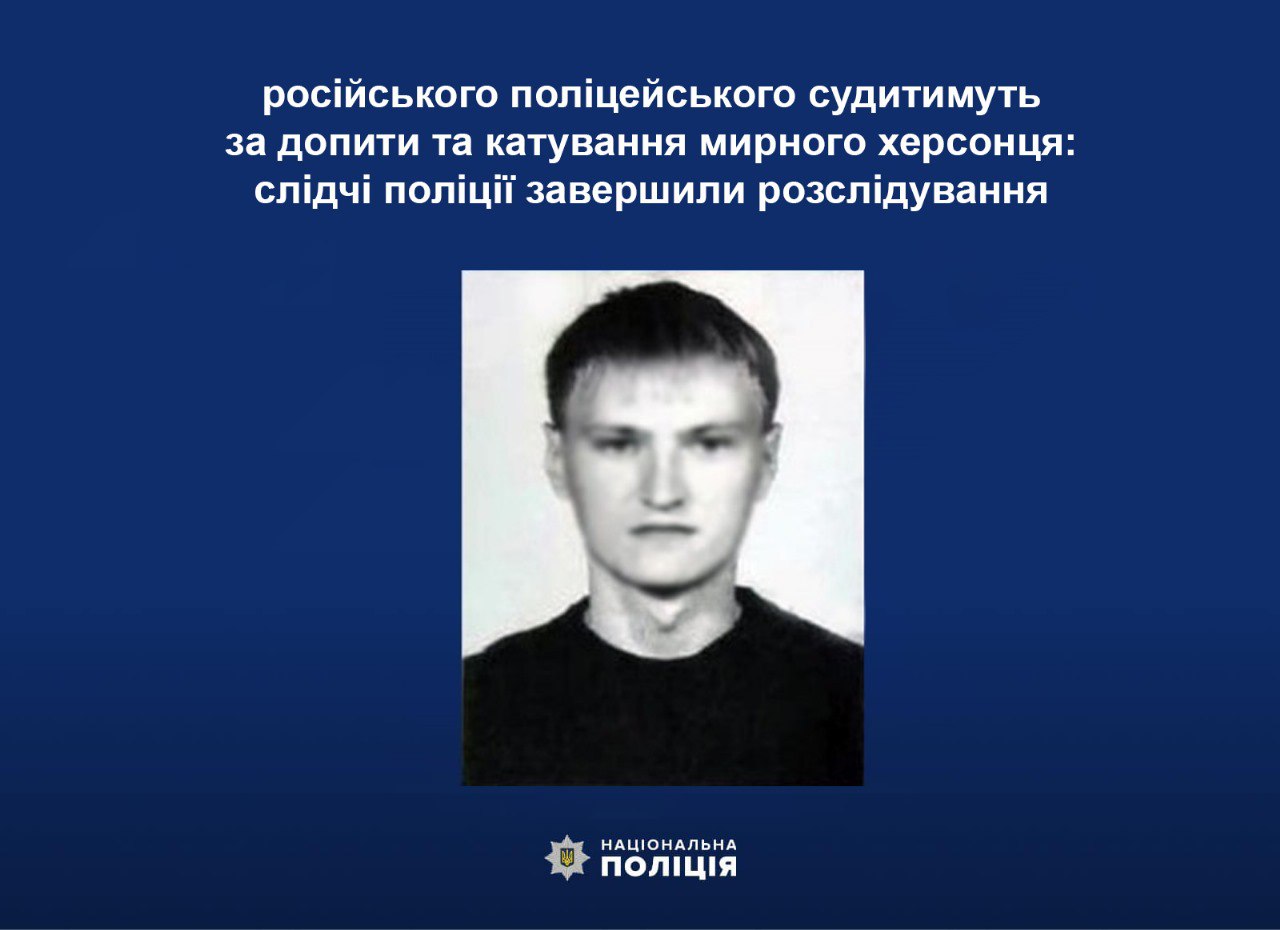 російського поліцейського судитимуть
за допити та катування мирного херсонця:
слідчі поліції завершили розслідування
НАЦІОНАЛЬНА
ПОЛІЦІЯ